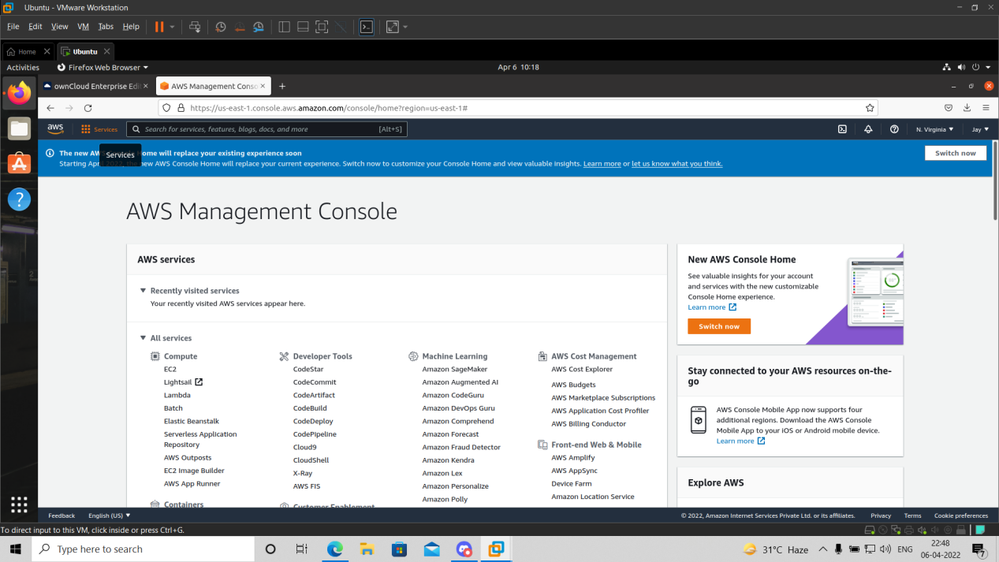 Ubuntu - VMware Workstation
File Edit View VM Tabs Help
Home Ubuntu
Activities Firefox Web Browser Apr 6 10:18
ownCloud Enterprise Edi AWS Management Conso
https://us-east-1.console.aws.amazon.com/console/home?region=us-east-1#
aws Services Search for services, features, blogs, docs, and more [Alt+S] N. Virginia Jay
The new AW ome will replace your existing experience soon
Services
Switch now
Starting Apri 2022, the new AWS Console Home will replace your current experience. Switch now to customize your Console Home and view valuable insights. Learn more or let us know what you think.
AWS Management Console
AWS services
Recently visited services
Your recently visited AWS services appear here.
All services
Compute
EC2
Lightsail
Lambda
Batch
Elastic Beanstalk
Serverless Application
Repository
AWS Outposts
EC2 Image Builder
AWS App Runner
Containers
Developer Tools
CodeStar
CodeCommit
CodeArtifact
CodeBuild
CodeDeploy
CodePipeline
Cloud9
CloudShell
X-Ray
AWS FIS
Customer Enablement
Machine Learning
Amazon SageMaker
Amazon Augmented AI
Amazon CodeGuru
Amazon DevOps Guru
Amazon Comprehend
Amazon Forecast
Amazon Fraud Detector
Amazon Kendra
Amazon Lex
Amazon Personalize
Amazon Polly
AWS Cost Management
AWS Cost Explorer
AWS Budgets
AWS Marketplace Subscriptions
AWS Application Cost Profiler
AWS Billing Conductor
Front-end Web & Mobile
AWS Amplify
AWS AppSync
Device Farm
Amazon Location Service
New AWS Console Home
See valuable insights for your account
and services with the new customizable
Console Home experience.
Learn more
Switch now
Stay connected to your AWS resources on-the-
go
AWS Console Mobile App now supports four
additional regions. Download the AWS Console
Mobile App to your iOS or Android mobile device.
Learn more
Explore AWS
Feedback English (US) © 2022, Amazon Internet Services Private Ltd. or its affiliates. Privacy Terms Cookie preferences
To direct input to this VM, click inside or press Ctrl+G.
Type here to search
31°C Haze ENG 22:48
06-04-2022
7